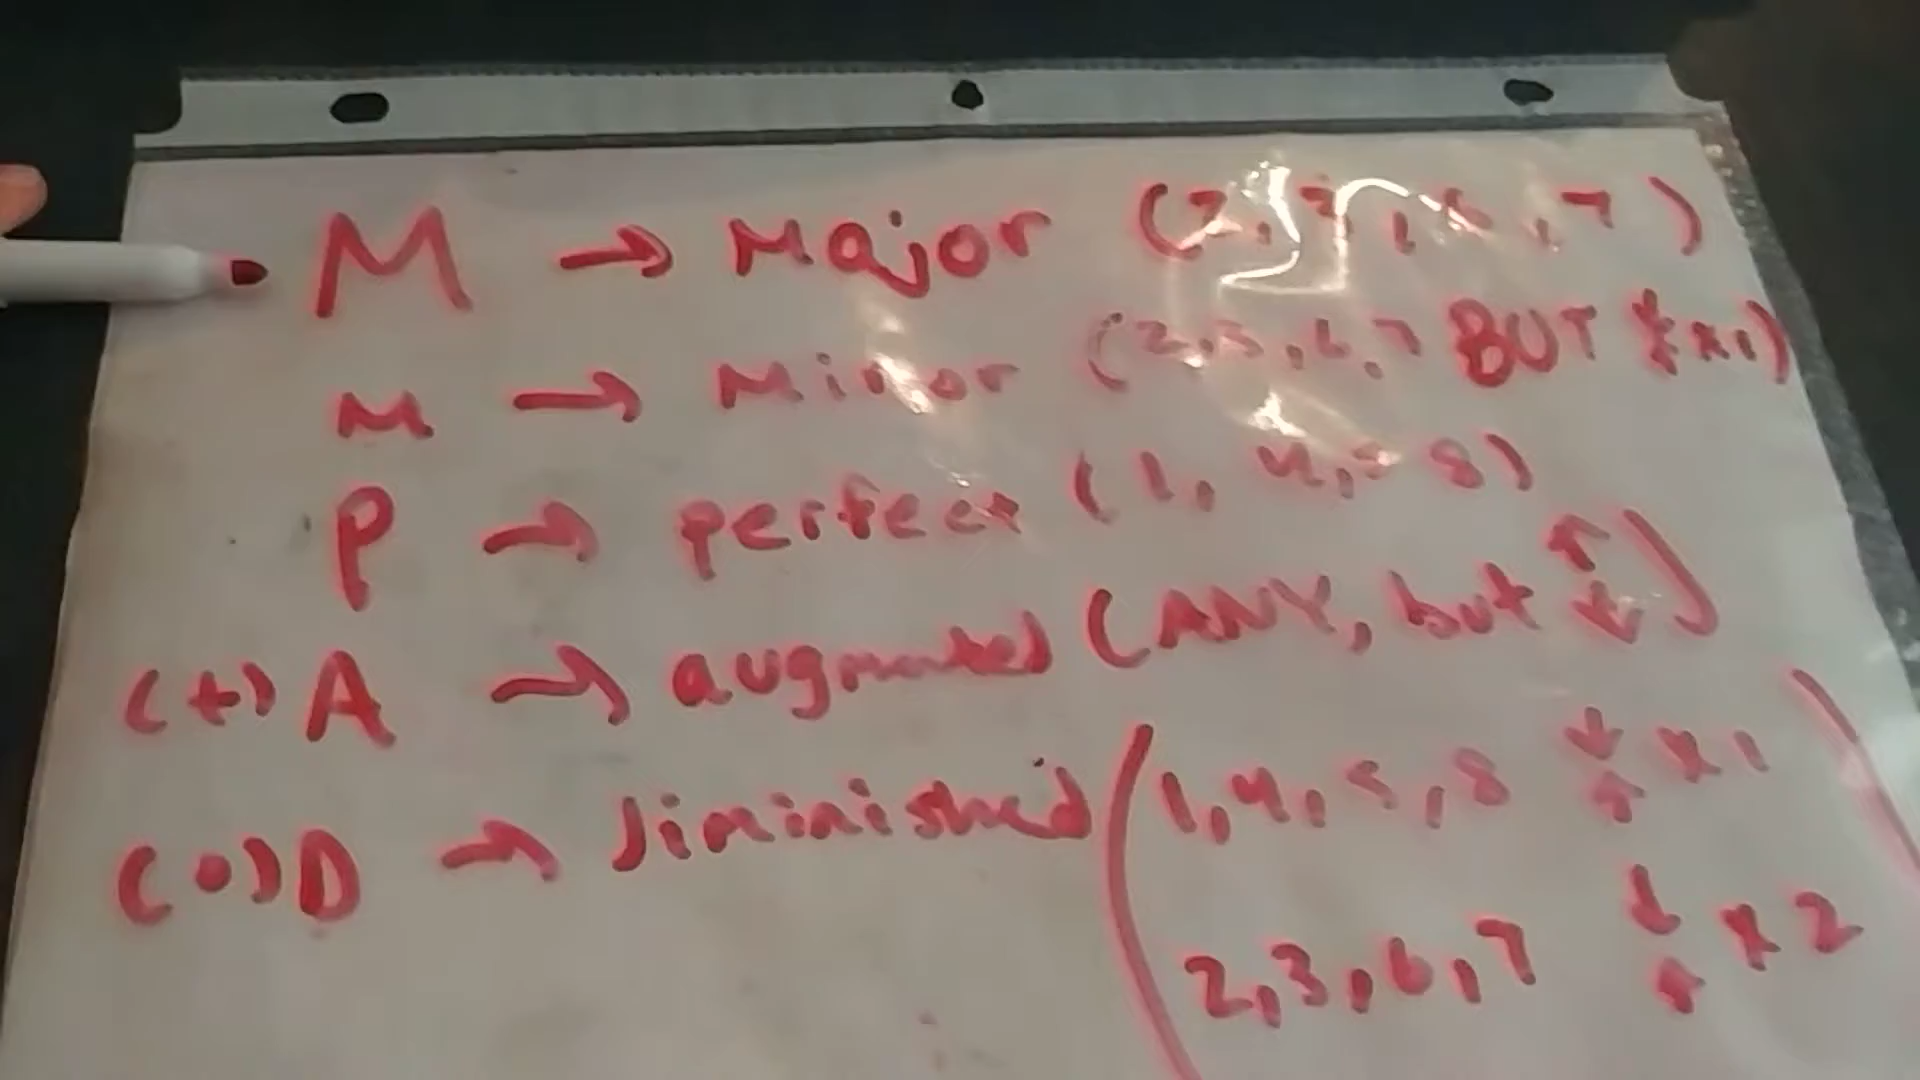 M → Major (2,3,6,7)
m → Minor (2,3,6,7 BUT ↓↑ x1)
P → perfect (1, 4,5 8)
(+) A → augmented (ANY, but ↑↓)
(o) D → diminished (1,4,5,8 ↓↑ x1
2,3,6,7 ↓↑ x2)